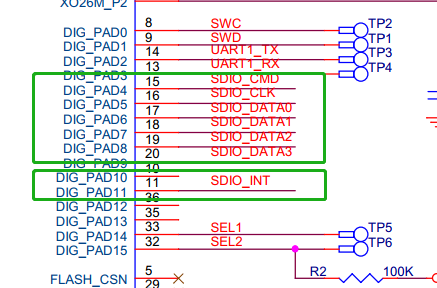 XO26M_P2
DIG_PAD0 8 SWC TP2
DIG_PAD1 9 SWD TP1
DIG_PAD2 14 UART1_TX TP3
DIG_PAD3 13 UART1_RX TP4
DIG_PAD4 15 SDIO_CMD
DIG_PAD5 16 SDIO_CLK
DIG_PAD6 17 SDIO_DATA0
DIG_PAD7 18 SDIO_DATA1
DIG_PAD8 19 SDIO_DATA2
DIG_PAD9 20 SDIO_DATA3
DIG_PAD10 10
DIG_PAD11 11 SDIO_INT
DIG_PAD12 36
DIG_PAD13 35
DIG_PAD14 33 SEL1 TP5
DIG_PAD15 32 SEL2 TP6
R2 100K
FLASH_CSN 5
29